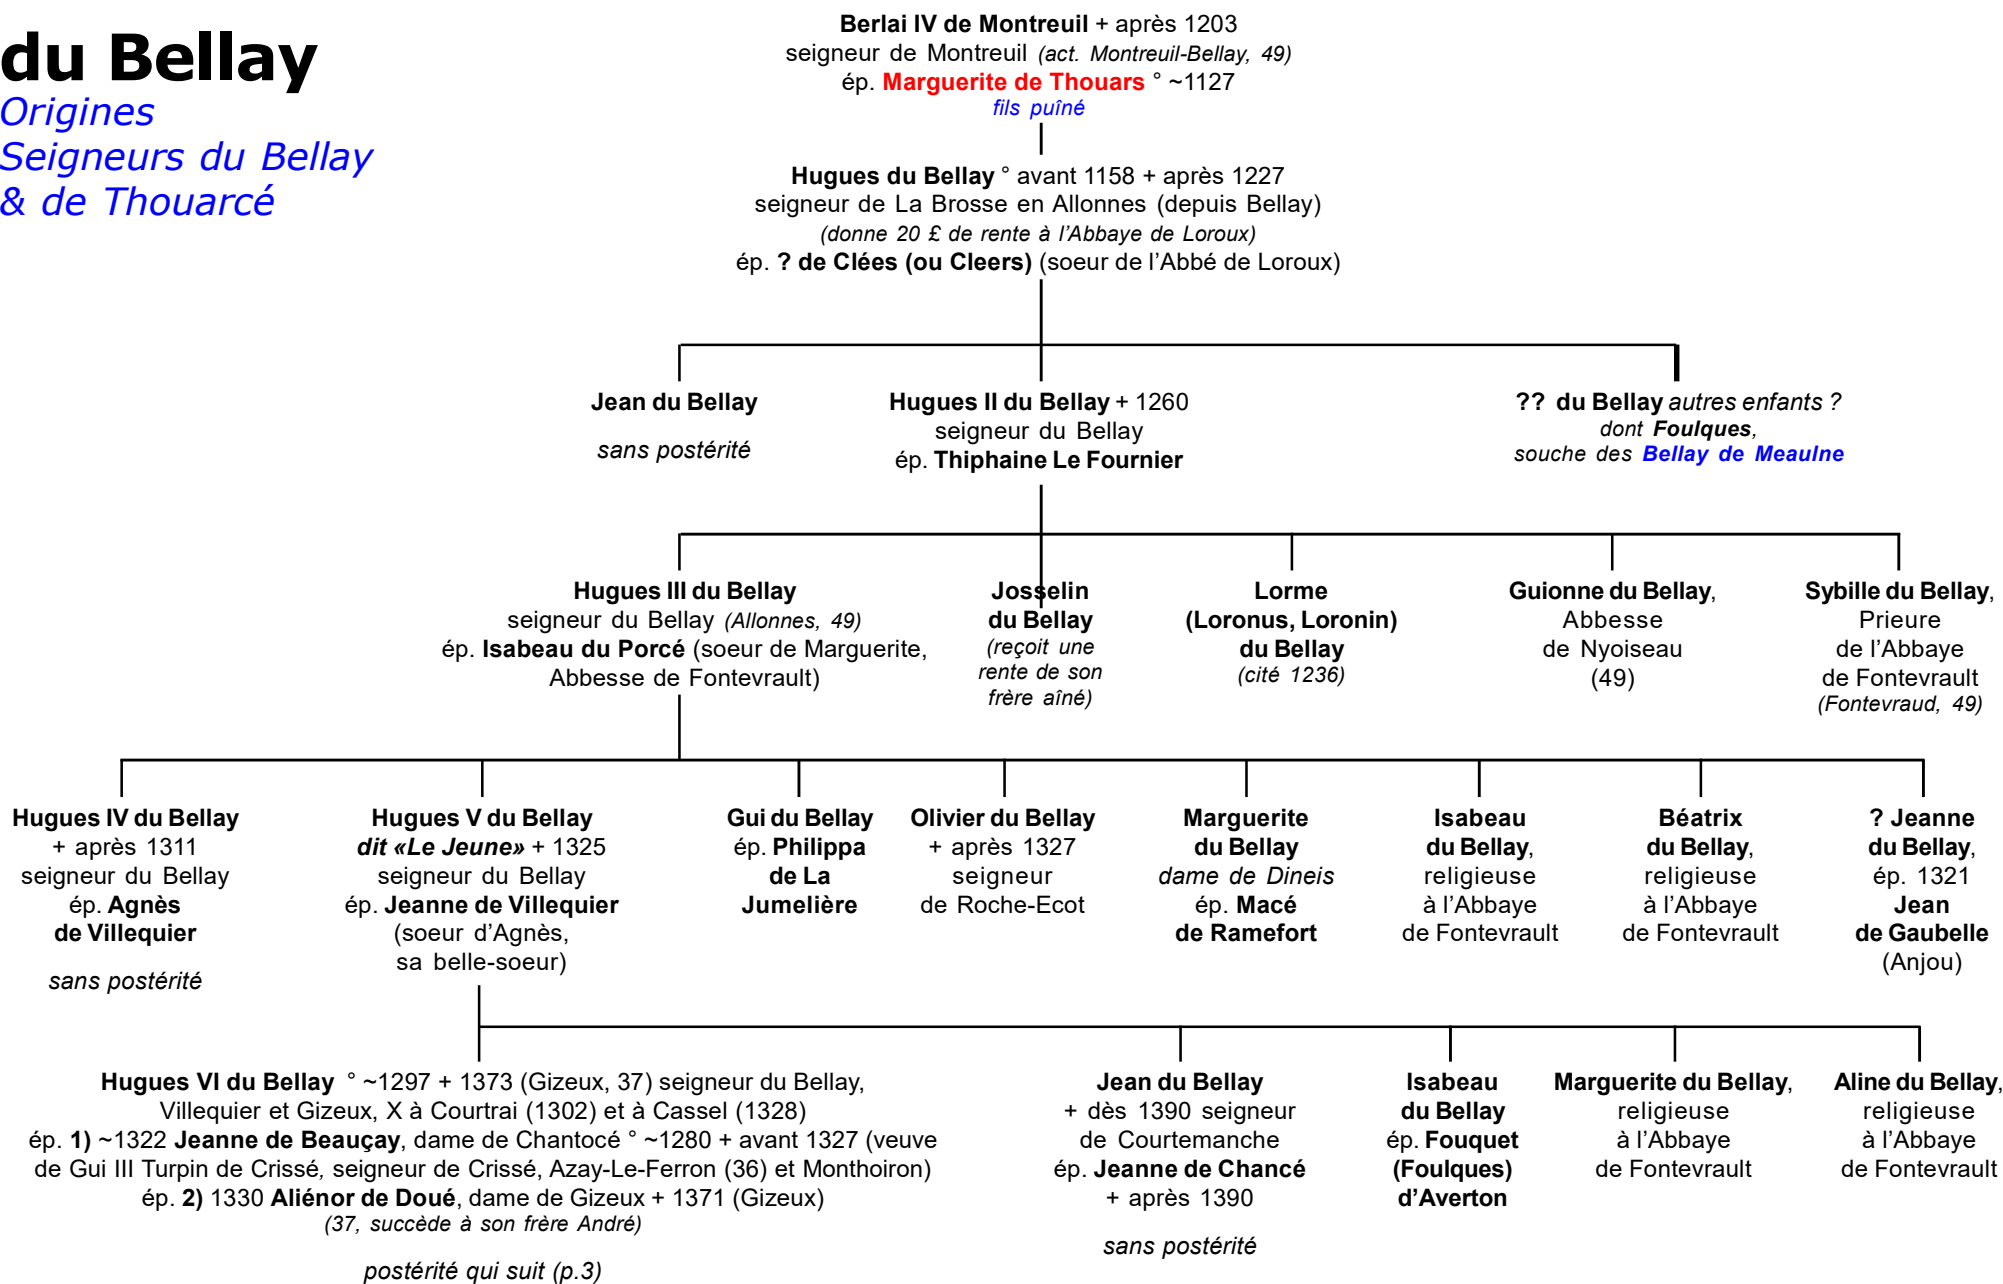 du Bellay
Origines
Seigneurs du Bellay
& de Thouarcé
Berlai IV de Montreuil + après 1203
seigneur de Montreuil (act. Montreuil-Bellay, 49)
ép. Marguerite de Thouars ° ~1127
fils puîné
Hugues du Bellay ° avant 1158 + après 1227
seigneur de La Brosse en Allonnes (depuis Bellay)
(donne 20 £ de rente à l'Abbaye de Loroux)
ép. ? de Clées (ou Cleers) (soeur de l'Abbé de Loroux)
Jean du Bellay
sans postérité
Hugues II du Bellay + 1260
seigneur du Bellay
ép. Thiphaine Le Fournier
?? du Bellay autres enfants ?
dont Foulques,
souche des Bellay de Meaulne
Hugues III du Bellay
seigneur du Bellay (Allonnes, 49)
ép. Isabeau du Porcé (soeur de Marguerite,
Abbesse de Fontevrault)
Josselin
du Bellay
(reçoit une
rente de son
frère aîné)
Lorme
(Loronus, Loronin)
du Bellay
(cité 1236)
Guionne du Bellay,
Abbesse
de Nyoiseau
(49)
Sybille du Bellay,
Prieure
de l'Abbaye
de Fontevrault
(Fontevraud, 49)
Hugues IV du Bellay
+ après 1311
seigneur du Bellay
ép. Agnès
de Villequier
sans postérité
Hugues V du Bellay
dit «Le Jeune» + 1325
seigneur du Bellay
ép. Jeanne de Villequier
(soeur d'Agnès,
sa belle-soeur)
Gui du Bellay
ép. Philippa
de La
Jumelière
Olivier du Bellay
+ après 1327
seigneur
de Roche-Ecot
Marguerite
du Bellay
dame de Dineis
ép. Macé
de Ramefort
Isabeau
du Bellay,
religieuse
à l'Abbaye
de Fontevrault
Béatrix
du Bellay,
religieuse
à l'Abbaye
de Fontevrault
? Jeanne
du Bellay,
ép. 1321
Jean
de Gaubelle
(Anjou)
Hugues VI du Bellay ° ~1297 + 1373 (Gizeux, 37) seigneur du Bellay,
Villequier et Gizeux, X à Courtrai (1302) et à Cassel (1328)
ép. 1) ~1322 Jeanne de Beauçay, dame de Chantocé ° ~1280 + avant 1327 (veuve
de Gui III Turpin de Crissé, seigneur de Crissé, Azay-Le-Ferron (36) et Monthoiron)
ép. 2) 1330 Aliénor de Doué, dame de Gizeux + 1371 (Gizeux)
(37, succède à son frère André)
postérité qui suit (p.3)
Jean du Bellay
+ dès 1390 seigneur
de Courtemanche
ép. Jeanne de Chancé
+ après 1390
sans postérité
Isabeau
du Bellay
ép. Fouquet
(Foulques)
d'Averton
Marguerite du Bellay,
religieuse
à l'Abbaye
de Fontevrault
Aline du Bellay,
religieuse
à l'Abbaye
de Fontevrault